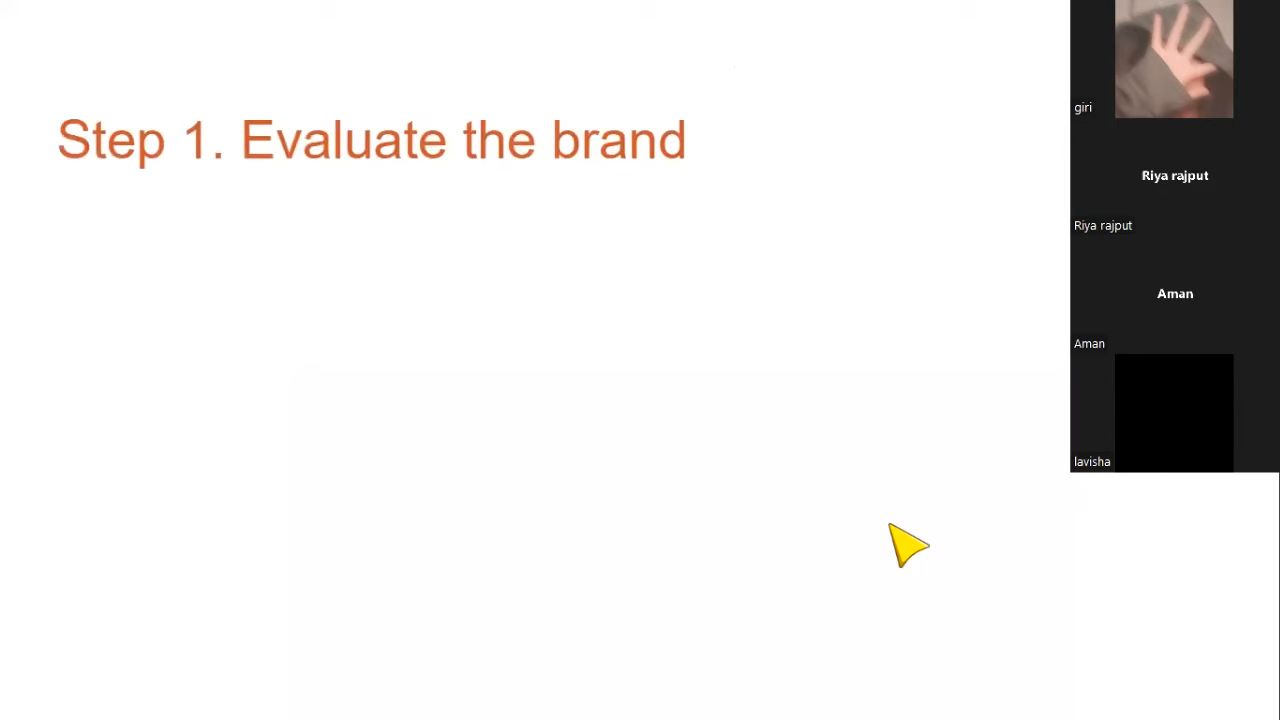 Step 1. Evaluate the brand
giri
Riya rajput
Riya rajput
Aman
Aman
lavisha